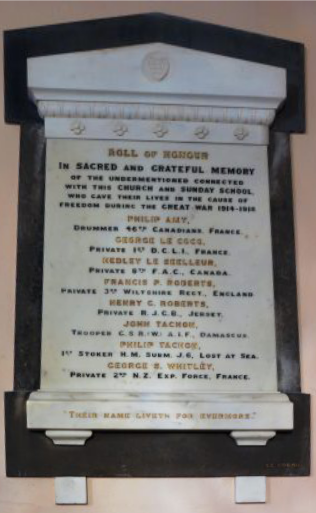 ROLL OF HONOUR
IN SACRED AND GRATEFUL MEMORY
OF THE UNDERMENTIONED CONNECTED
WITH THIS CHURCH AND SUNDAY SCHOOL,
WHO GAVE THEIR LIVES IN THE CAUSE OF
FREEDOM DURING THE GREAT WAR 1914-1918
PHILIP AMY,
DRUMMER 46TH CANADIANS, FRANCE.
GEORGE LE COCQ,
PRIVATE 1ST D.C.L.I. FRANCE.
HEDLEY LE SEELLEUR,
PRIVATE 8TH F.A.C., CANADA.
FRANCIS P. ROBERTS,
PRIVATE 3RD WILTSHIRE REGT., ENGLAND.
HENRY C. ROBERTS,
PRIVATE R.J.G.B., JERSEY.
JOHN TACHON,
TROOPER A.I.F., DAMASCUS.
PHILIP TACHON,
1ST STOKER H.M. SUBM. J.6, LOST AT SEA.
GEORGE S. WHITLEY,
PRIVATE 2ND N.Z. EXP. FORCE, FRANCE.
"THEIR NAME LIVETH FOR EVERMORE."